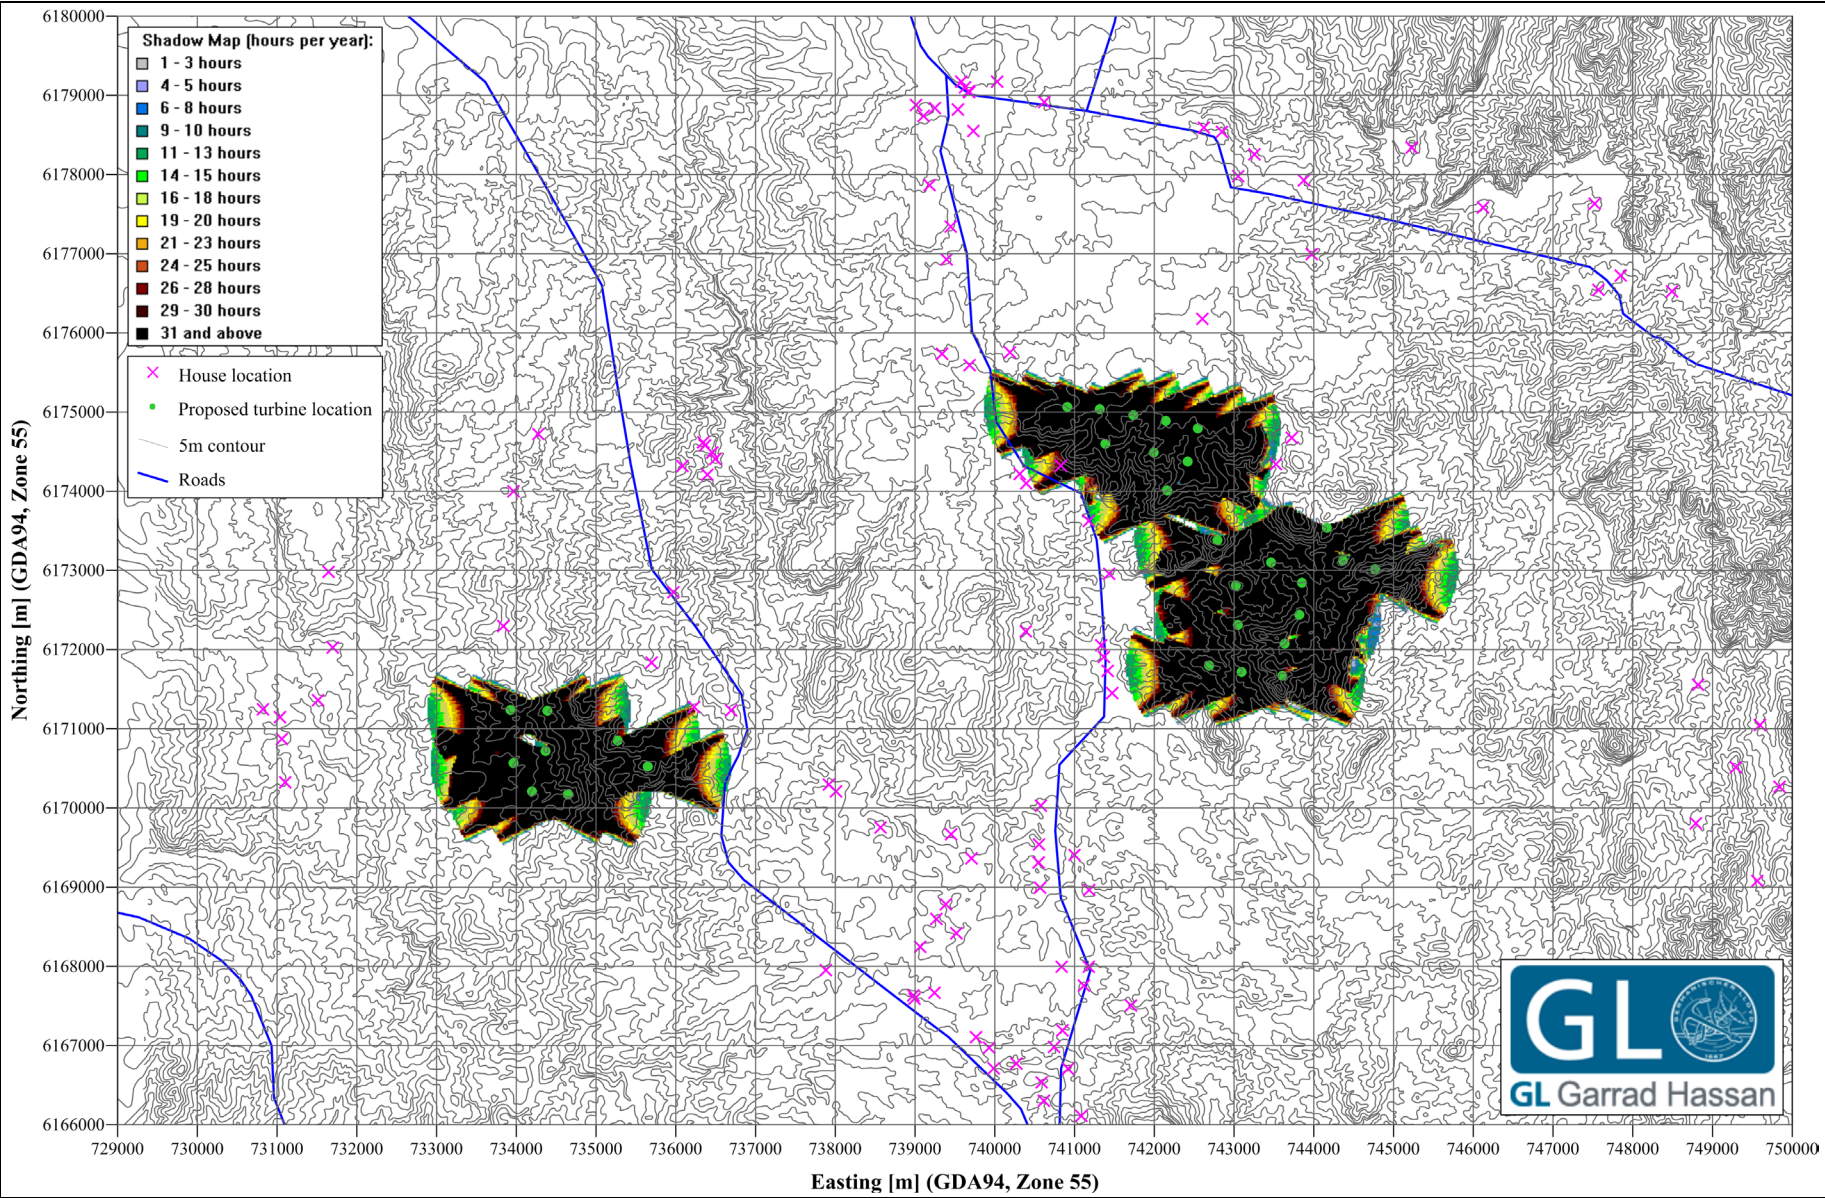 Shadow Map (hours per year):
1 - 3 hours
4 - 5 hours
6 - 8 hours
9 - 10 hours
11 - 13 hours
14 - 15 hours
16 - 18 hours
19 - 20 hours
21 - 23 hours
24 - 25 hours
26 - 28 hours
29 - 30 hours
31 and above
House location
Proposed turbine location
5m contour
Roads
Northing [m] (GDA94, Zone 55)
6180000
6179000
6178000
6177000
6176000
6175000
6174000
6173000
6172000
6171000
6170000
6169000
6168000
6167000
6166000
729000 730000 731000 732000 733000 734000 735000 736000 737000 738000 739000 740000 741000 742000 743000 744000 745000 746000 747000 748000 749000 750000
Easting [m] (GDA94, Zone 55)
GL
GERMANISCHER LLOYD
1867
GL Garrad Hassan